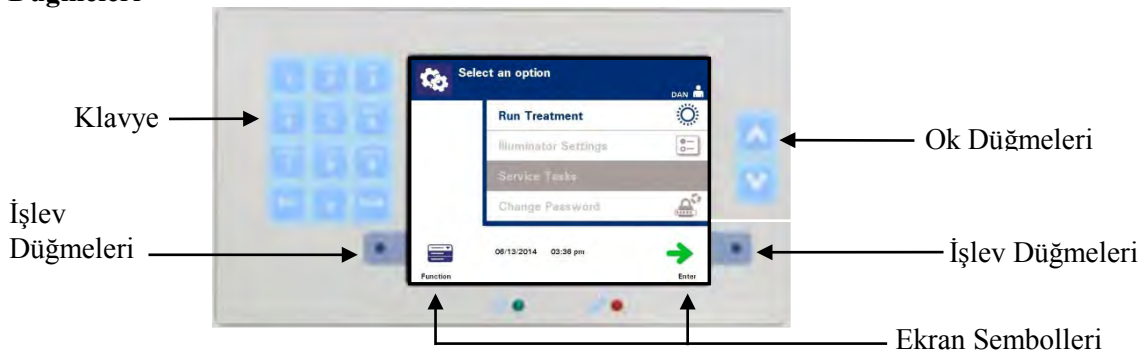 Düğmeleri
Klavye
İşlev
Düğmeleri
Select an option
DAN
Run Treatment
Illuminator Settings
Service Tasks
Change Password
06/13/2014 03:36 pm
Function
Enter
Ok Düğmeleri
İşlev Düğmeleri
Ekran Sembolleri